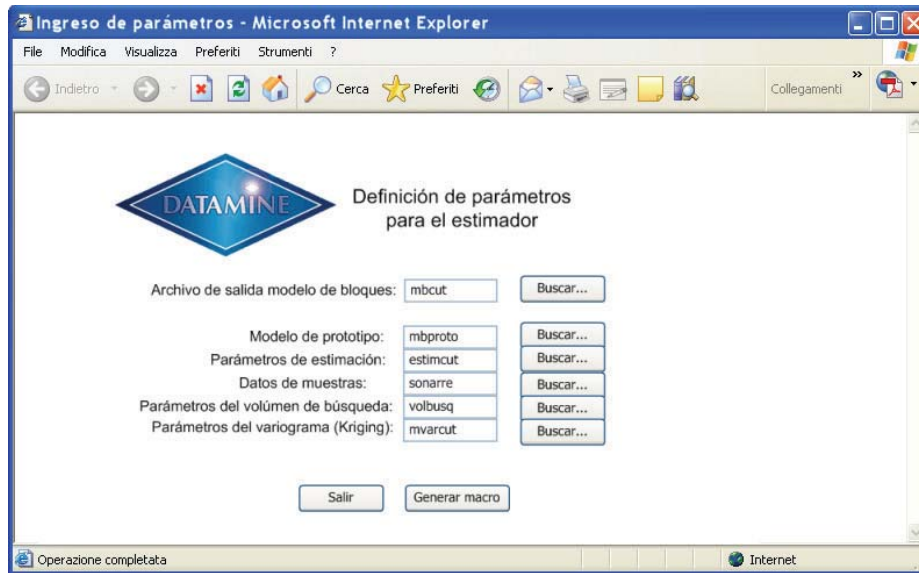 Ingreso de parámetros - Microsoft Internet Explorer
File Modifica Visualizza Preferiti Strumenti ?
Indietro Cerca Preferiti Collegamenti »
DATAMINE
Definición de parámetros
para el estimador
Archivo de salida modelo de bloques: mbcut Buscar...
Modelo de prototipo: mbproto Buscar...
Parámetros de estimación: estimcut Buscar...
Datos de muestras: sonarre Buscar...
Parámetros del volúmen de búsqueda: volbusq Buscar...
Parámetros del variograma (Kriging): mvarcut Buscar...
Salir Generar macro
Operazione completata Internet